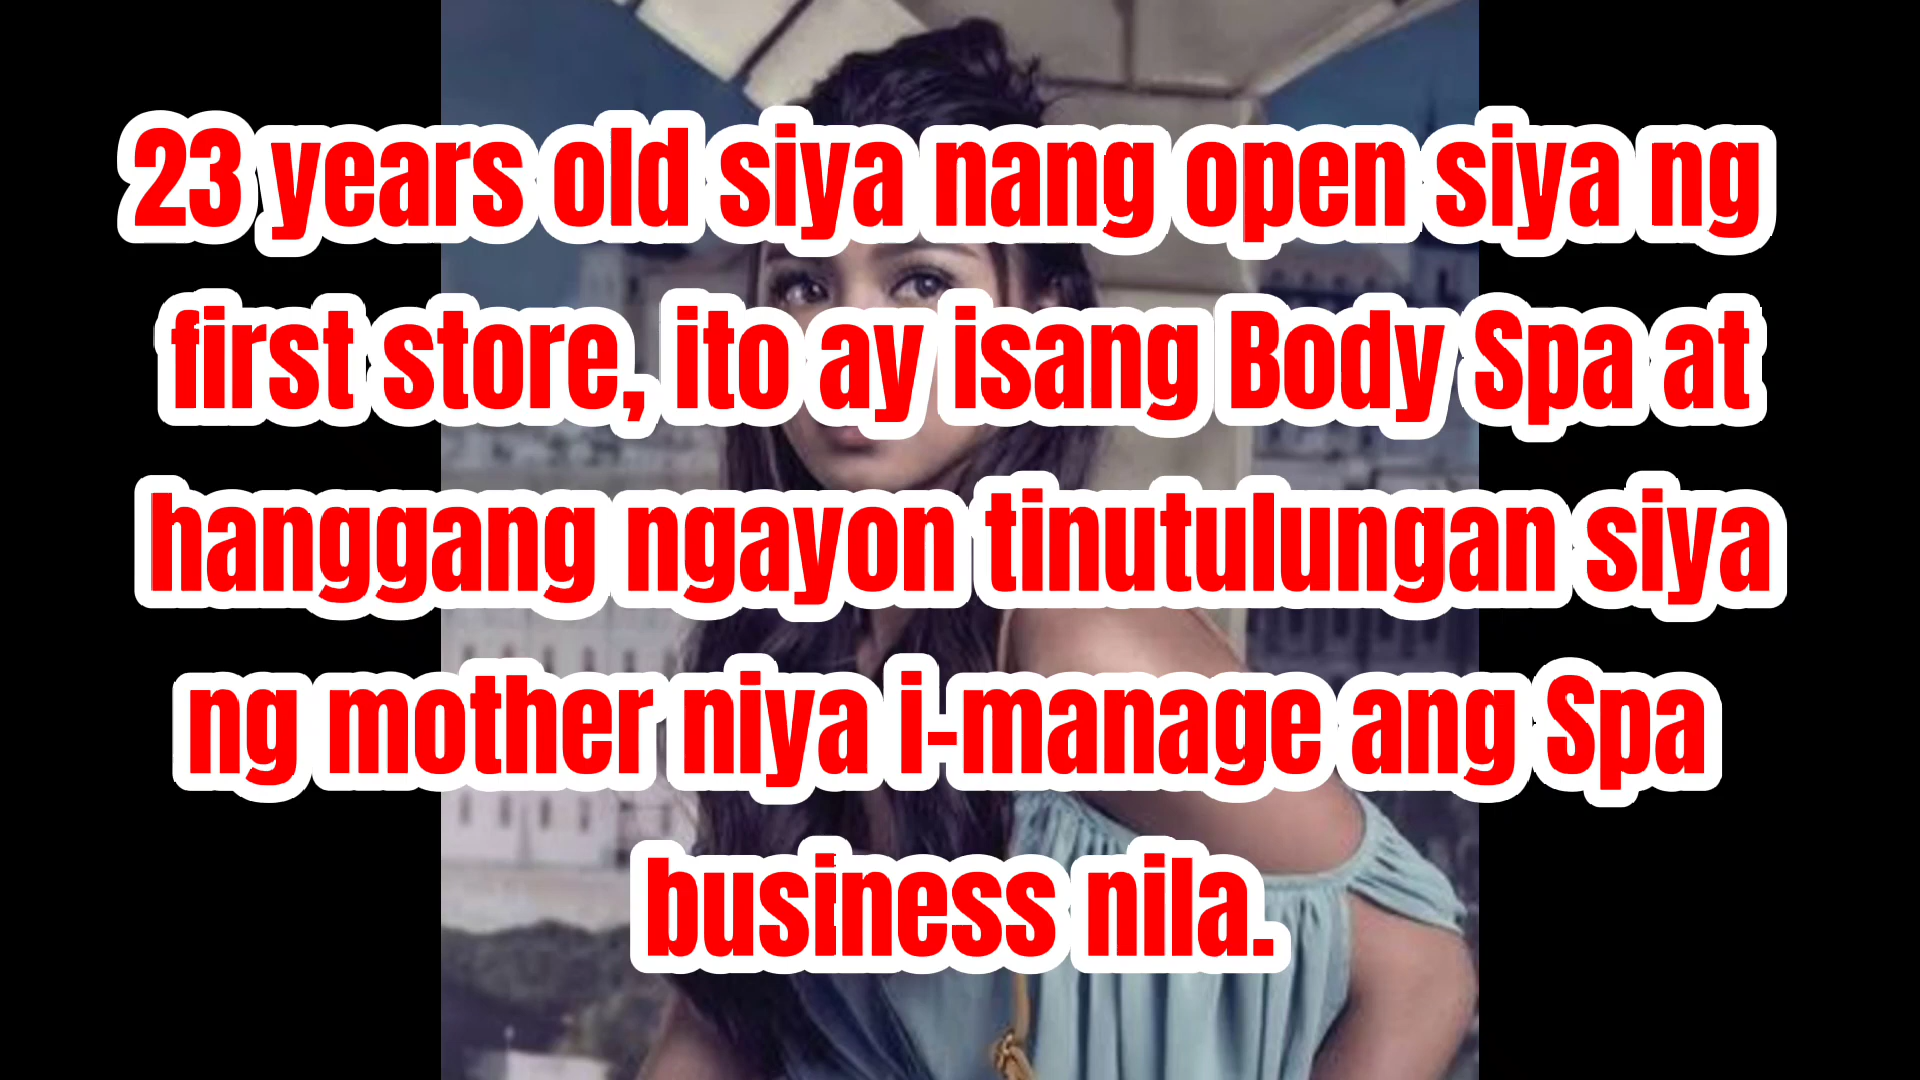 23 years old siya nang open siya ng
first store, ito ay isang Body Spa at
hanggang ngayon tinutulungan siya
ng mother niya i-manage ang Spa
business nila.